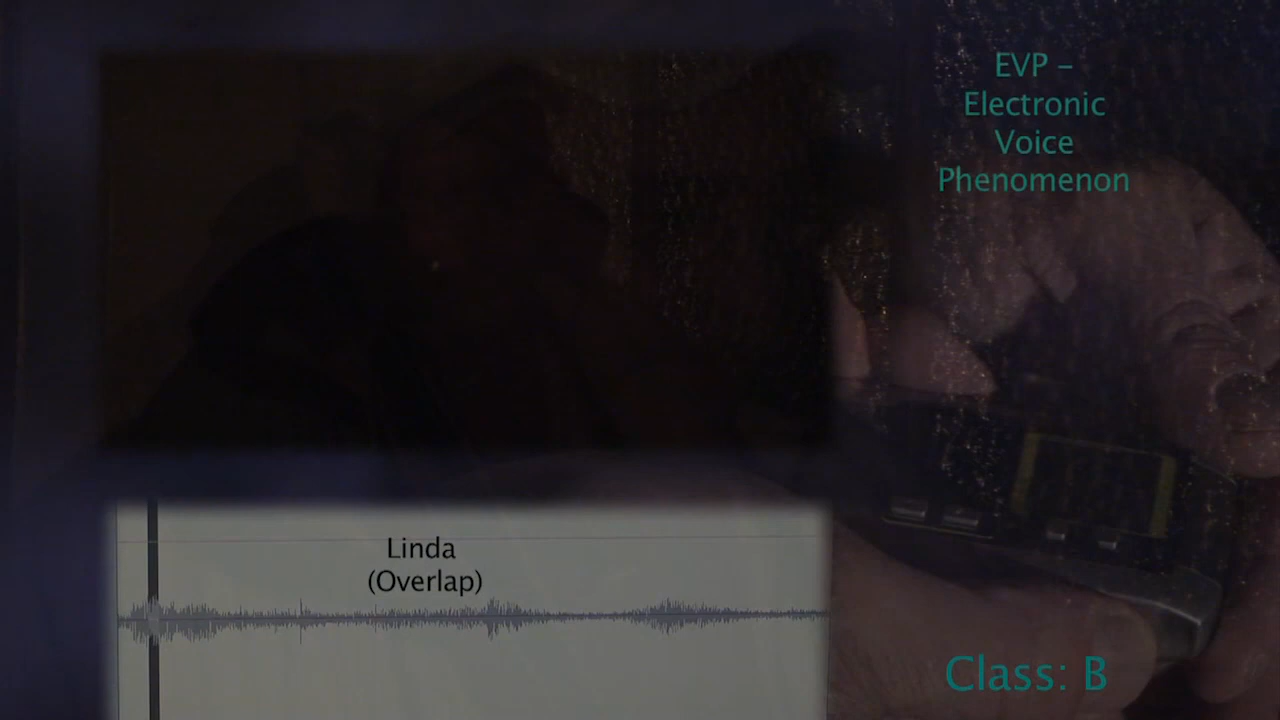 EVP –
Electronic
Voice
Phenomenon
Linda
(Overlap)
Class: B